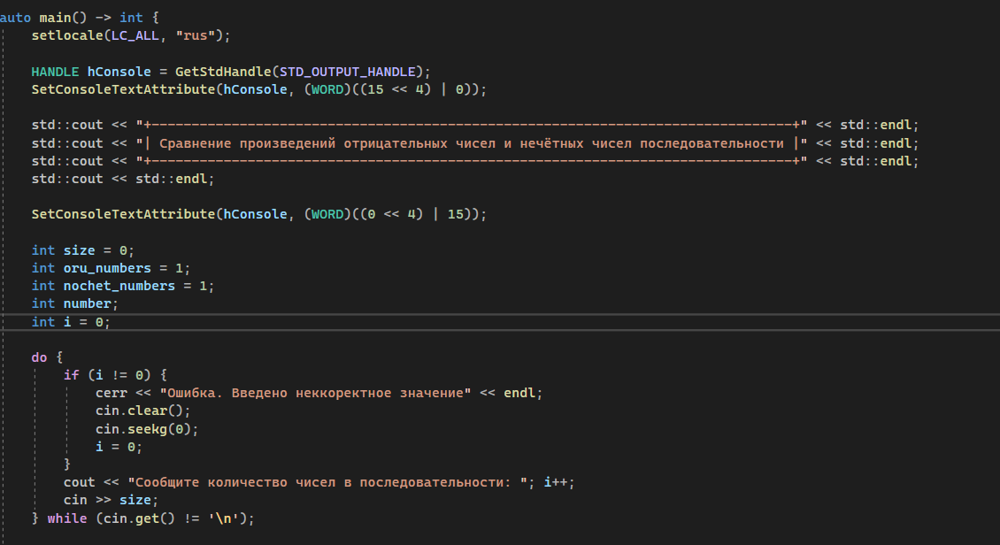 auto main() -> int {
setlocale(LC_ALL, "rus");
HANDLE hConsole = GetStdHandle(STD_OUTPUT_HANDLE);
SetConsoleTextAttribute(hConsole, (WORD)((15 << 4) | 0));
std::cout << "+--------------------------------------------------------------------------------+" << std::endl;
std::cout << "| Сравнение произведений отрицательных чисел и нечётных чисел последовательности |" << std::endl;
std::cout << "+--------------------------------------------------------------------------------+" << std::endl;
std::cout << std::endl;
SetConsoleTextAttribute(hConsole, (WORD)((0 << 4) | 15));
int size = 0;
int oru_numbers = 1;
int nochet_numbers = 1;
int number;
int i = 0;
do {
if (i != 0) {
cerr << "Ошибка. Введено неккоректное значение" << endl;
cin.clear();
cin.seekg(0);
i = 0;
}
cout << "Сообщите количество чисел в последовательности: "; i++;
cin >> size;
} while (cin.get() != '\n');